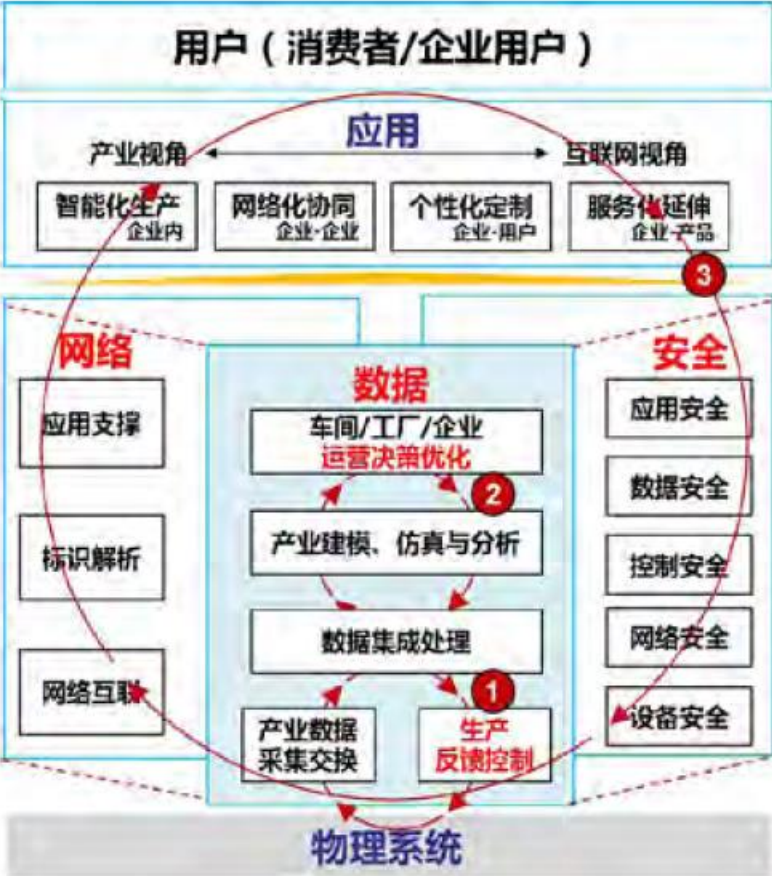 用户（消费者/企业用户）
应用
产业视角
互联网视角
智能化生产
企业内
网络化协同
企业-企业
个性化定制
企业-用户
服务化延伸
企业-产品
3
网络
应用支撑
标识解析
网络互联
数据
车间/工厂/企业
运营决策优化
2
产业建模、仿真与分析
数据集成处理
1
产业数据
采集交换
生产
反馈控制
安全
应用安全
数据安全
控制安全
网络安全
设备安全
物理系统